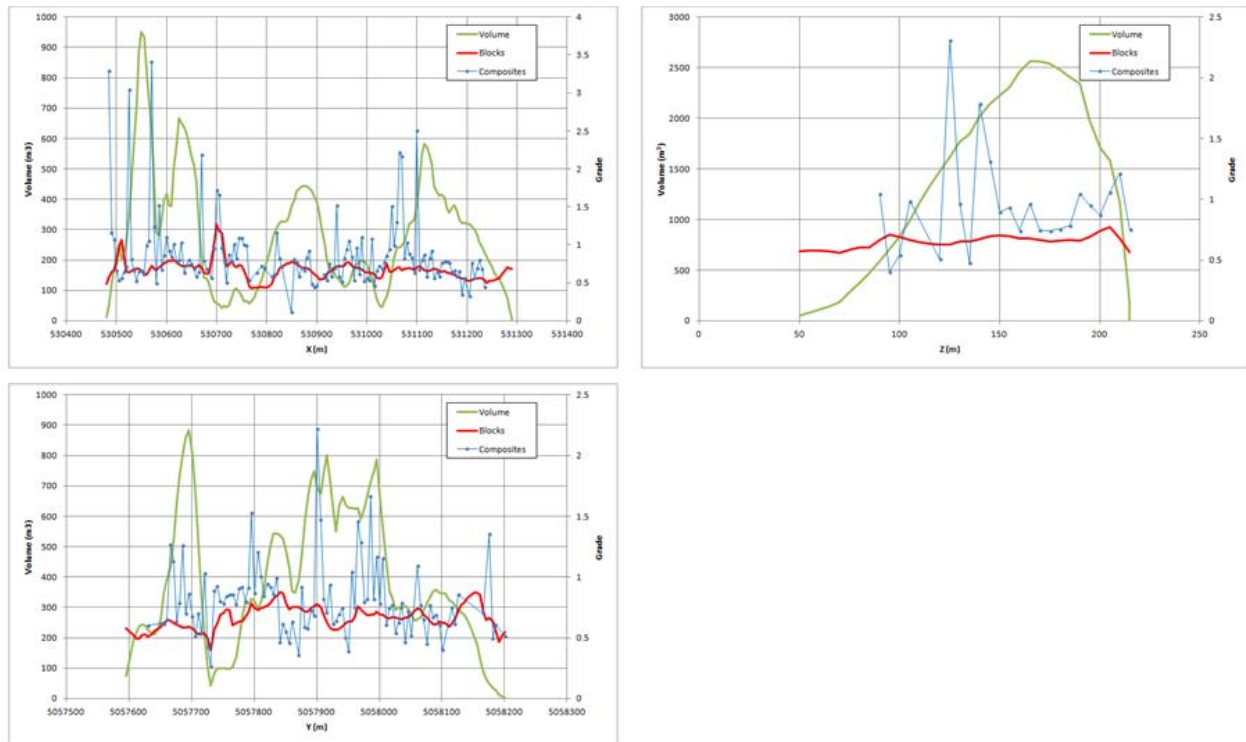 1000
900
800
700
600
500
400
300
200
100
0
4
3.5
3
2.5
2
1.5
1
0.5
0
530400 530500 530600 530700 530800 530900 531000 531100 531200 531300 531400
Volume (m3)
Grade
X (m)
Volume
Blocks
Composites
3000
2500
2000
1500
1000
500
0
2.5
2
1.5
1
0.5
0
0 50 100 150 200 250
Volume (m³)
Grade
Z (m)
Volume
Blocks
Composites
1000
900
800
700
600
500
400
300
200
100
0
2.5
2
1.5
1
0.5
0
5057500 5057600 5057700 5057800 5057900 5058000 5058100 5058200 5058300
Volume (m3)
Grade
Y (m)
Volume
Blocks
Composites